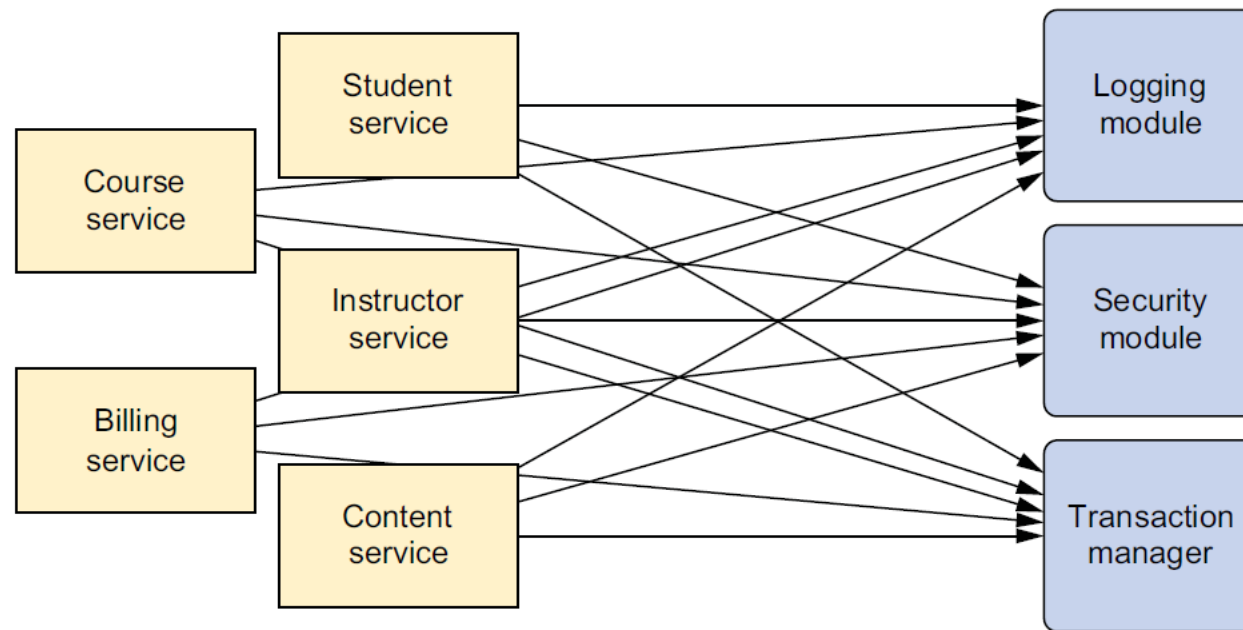 Student
service
Course
service
Instructor
service
Billing
service
Content
service
Logging
module
Security
module
Transaction
manager